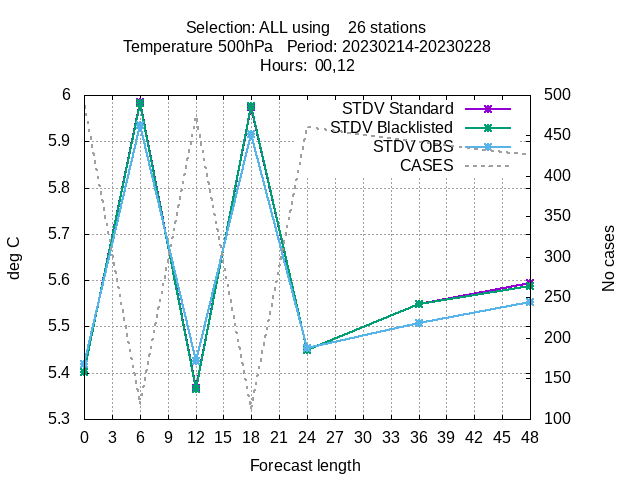 Selection: ALL using    26 stations
Temperature 500hPa   Period: 20230214-20230228
Hours:  00,12
6
5.9
5.8
5.7
5.6
5.5
5.4
5.3
deg C
500
450
400
350
300
250
200
150
100
No cases
STDV Standard
STDV Blacklisted
STDV OBS
CASES
0 3 6 9 12 15 18 21 24 27 30 33 36 39 42 45 48
Forecast length